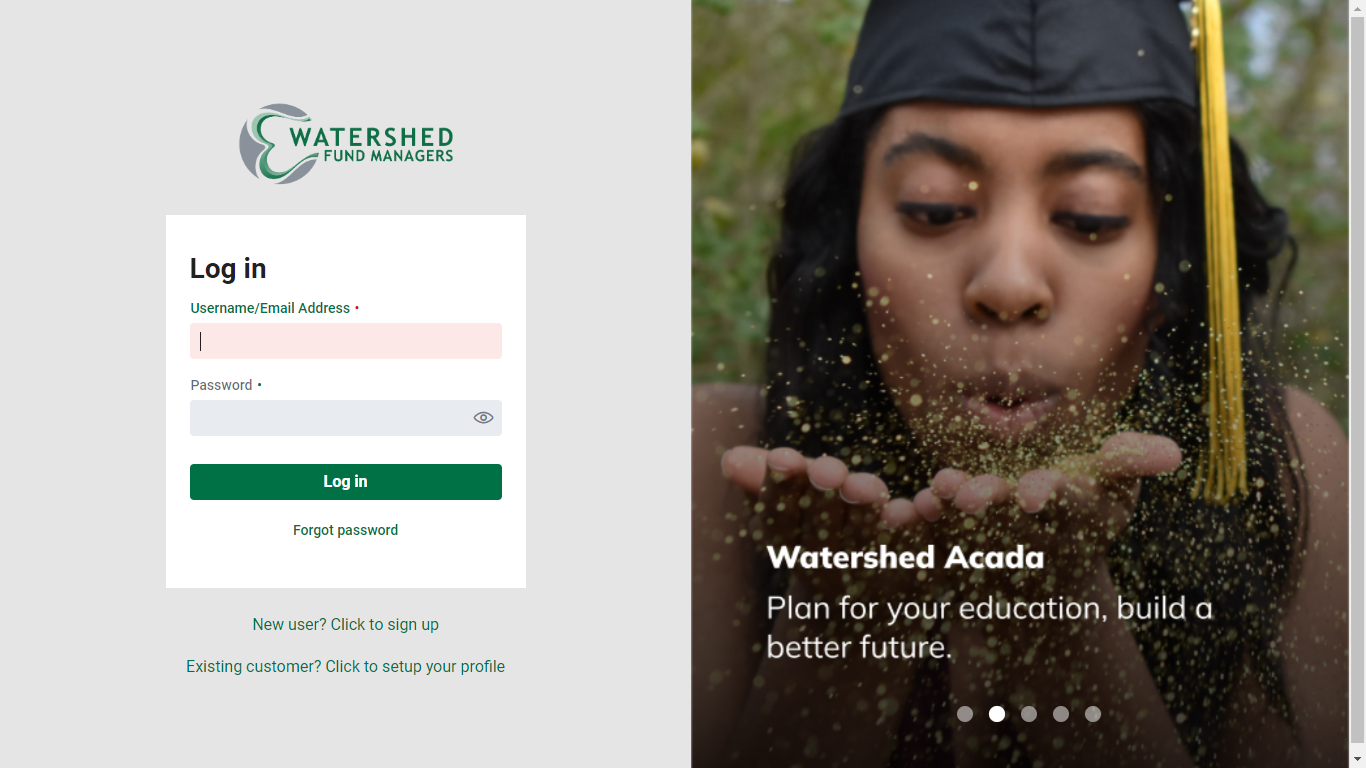 WATERSHED
FUND MANAGERS
Log in
Username/Email Address •
Password •
Log in
Forgot password
New user? Click to sign up
Existing customer? Click to setup your profile
Watershed Acada
Plan for your education, build a
better future.